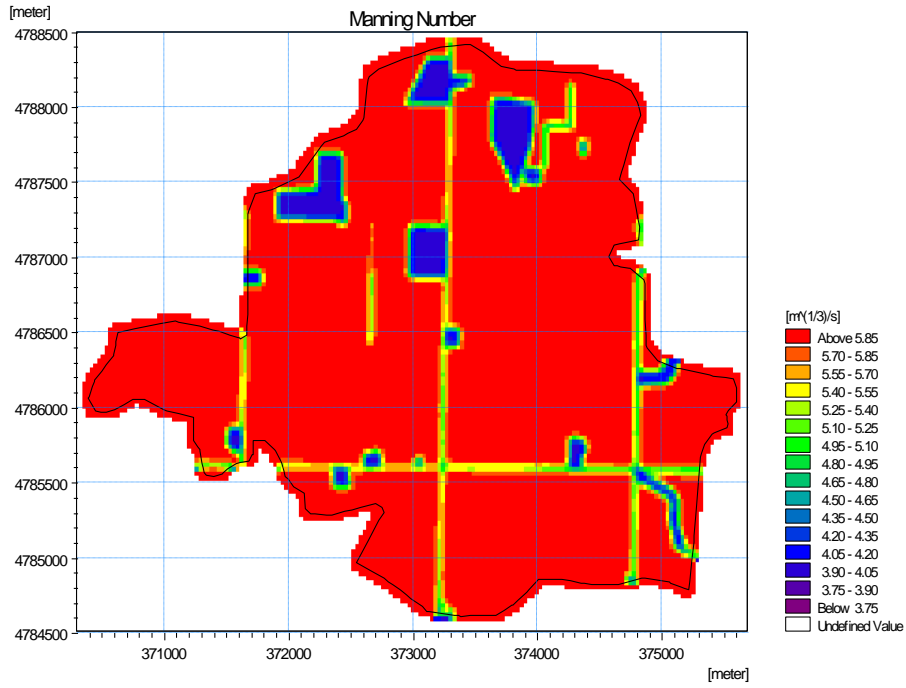 [meter]
Manning Number
4788500
4788000
4787500
4787000
4786500
4786000
4785500
4785000
4784500
371000 372000 373000 374000 375000
[meter]
[m^(1/3)/s]
Above 5.85
5.70 - 5.85
5.55 - 5.70
5.40 - 5.55
5.25 - 5.40
5.10 - 5.25
4.95 - 5.10
4.80 - 4.95
4.65 - 4.80
4.50 - 4.65
4.35 - 4.50
4.20 - 4.35
4.05 - 4.20
3.90 - 4.05
3.75 - 3.90
Below 3.75
Undefined Value